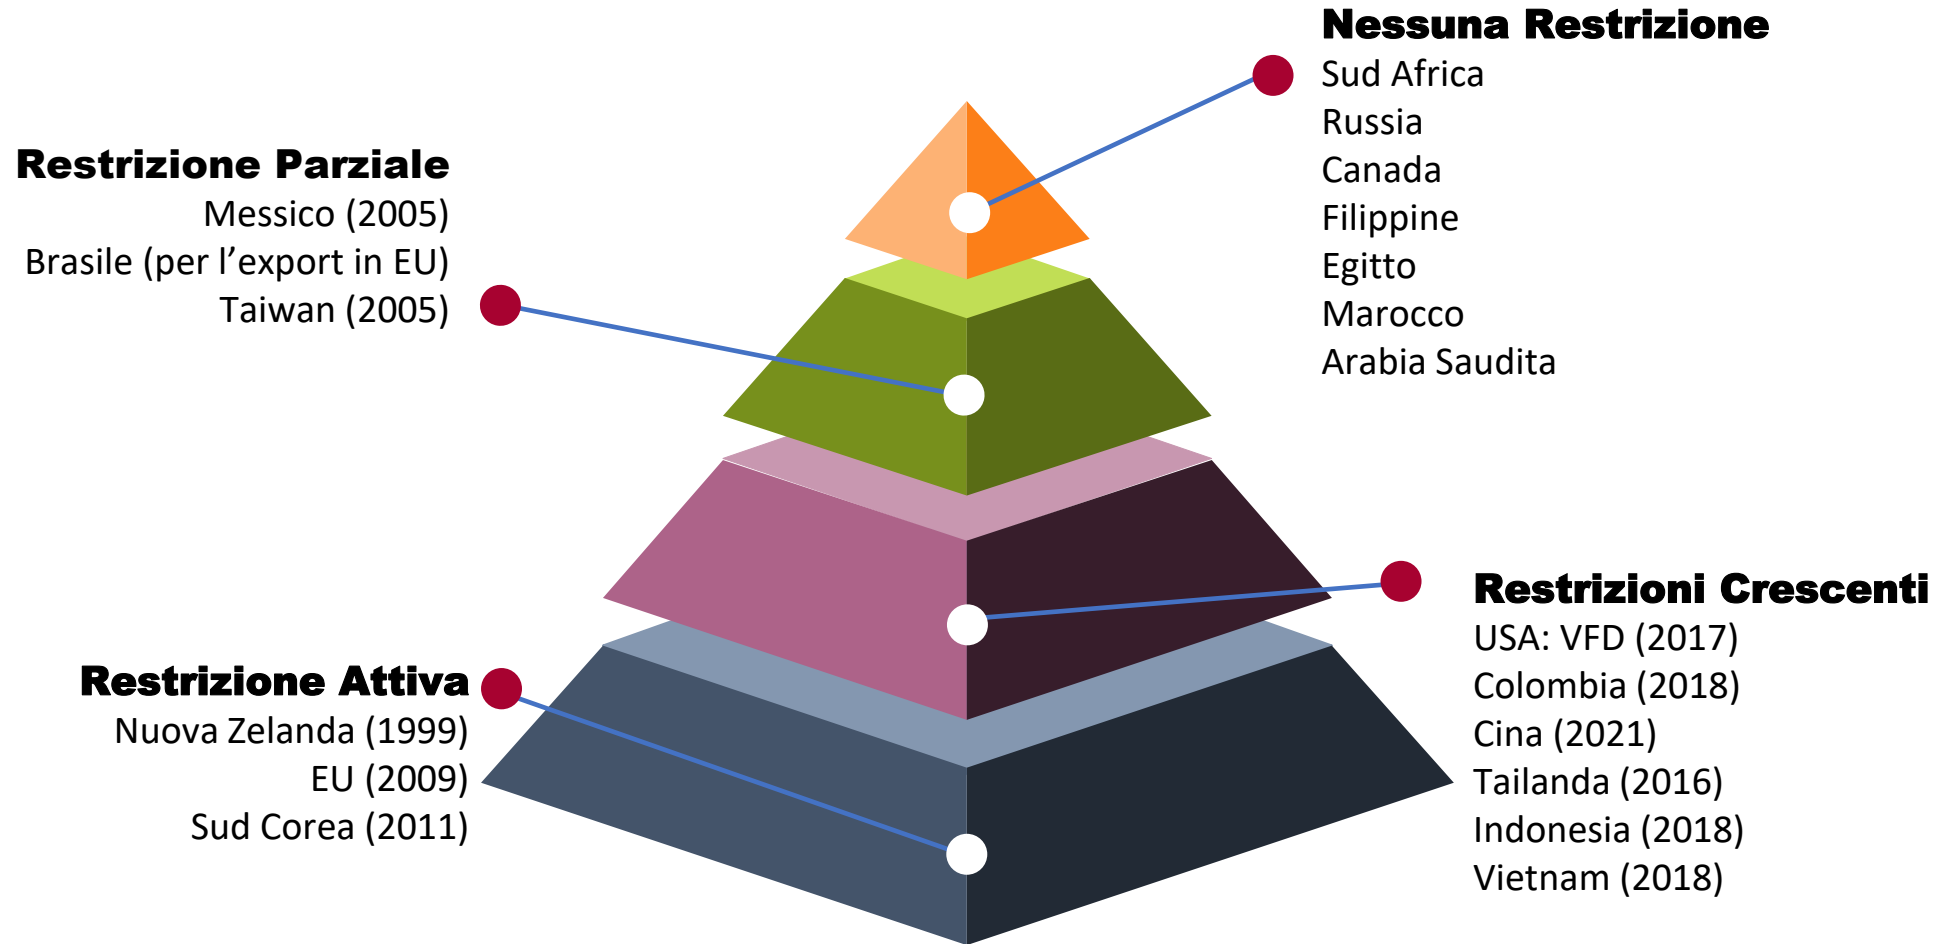 Nessuna Restrizione
Sud Africa
Russia
Canada
Filippine
Egitto
Marocco
Arabia Saudita
Restrizione Parziale
Messico (2005)
Brasile (per l’export in EU)
Taiwan (2005)
Restrizioni Crescenti
USA: VFD (2017)
Colombia (2018)
Cina (2021)
Tailanda (2016)
Indonesia (2018)
Vietnam (2018)
Restrizione Attiva
Nuova Zelanda (1999)
EU (2009)
Sud Corea (2011)